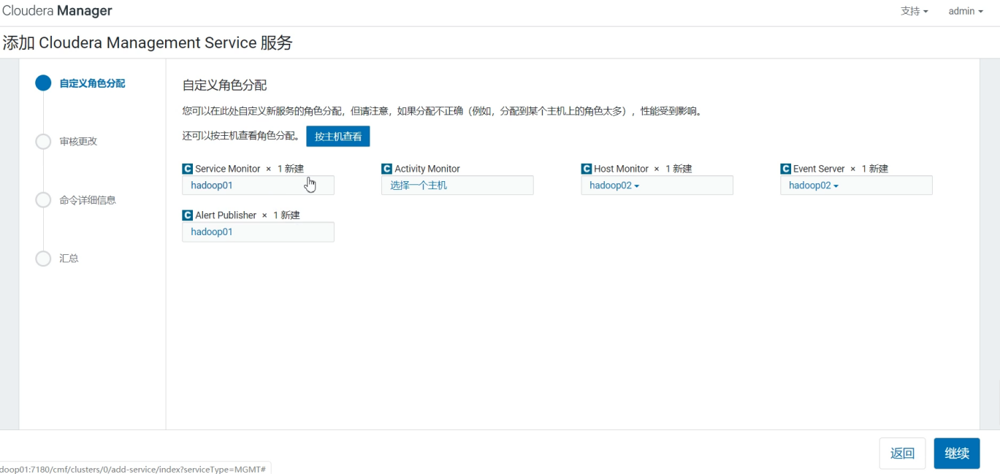 Cloudera Manager
支持 admin
添加 Cloudera Management Service 服务
自定义角色分配
审核更改
命令详细信息
汇总
自定义角色分配
您可以在此处自定义新服务的角色分配，但请注意，如果分配不正确（例如，分配到某个主机上的角色太多），性能受到影响。
还可以按主机查看角色分配。 按主机查看
C Service Monitor × 1 新建
hadoop01
C Activity Monitor
选择一个主机
C Host Monitor × 1 新建
hadoop02
C Event Server × 1 新建
hadoop02
C Alert Publisher × 1 新建
hadoop01
返回 继续
doop01:7180/cmf/clusters/0/add-service/index?serviceType=MGMT#